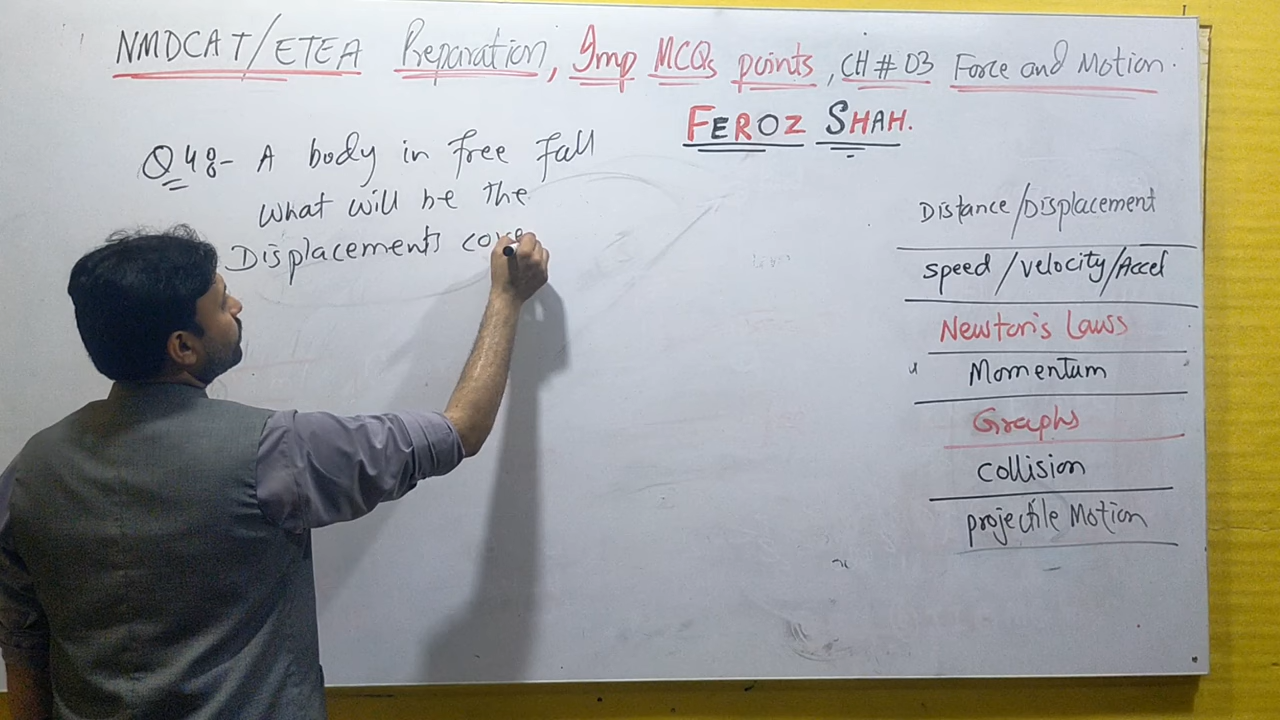 NMDCAT/ETEA Preparation, Imp MCQs points, CH # 03 Force and Motion.
FEROZ SHAH.
Q48- A body in free fall
What will be the
Displacements cove
Distance/Displacement
speed/velocity/Accel
Newton's Laws
Momentum
Graphs
collision
projectile Motion